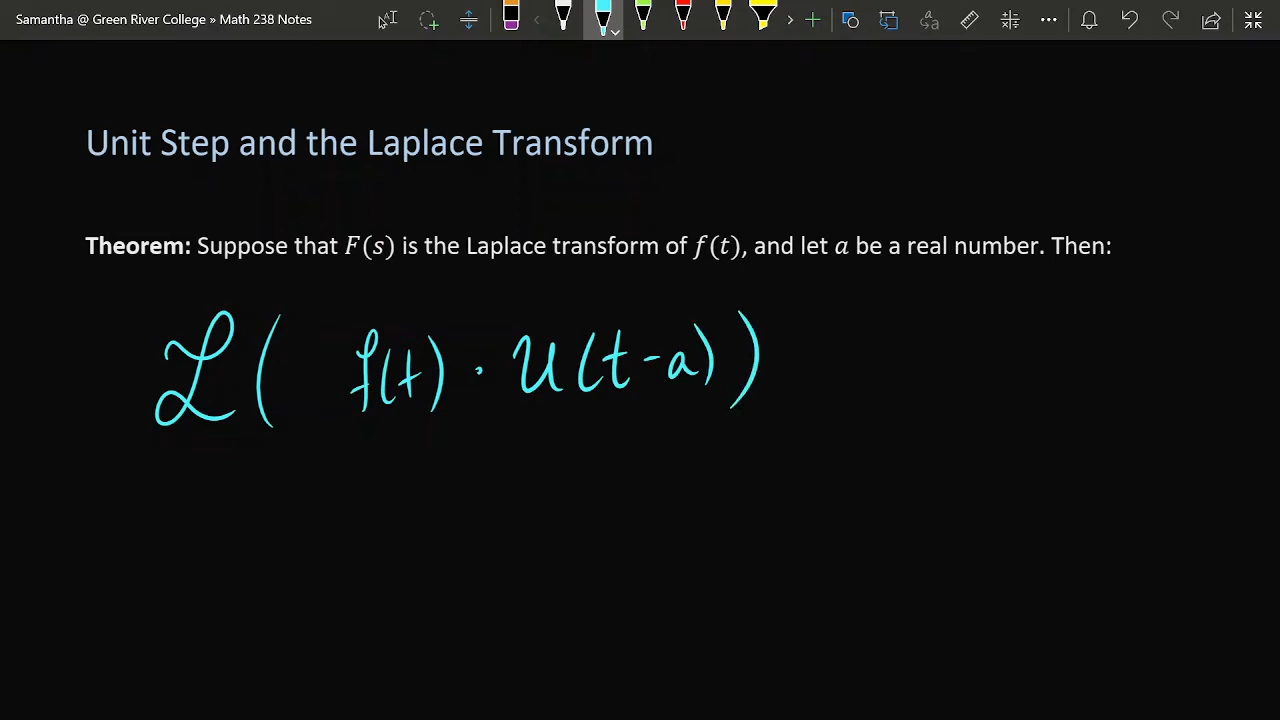 Samantha @ Green River College » Math 238 Notes
Unit Step and the Laplace Transform
Theorem: Suppose that F(s) is the Laplace transform of f(t), and let a be a real number. Then:
ℒ( f(t) · 𝒰(t-a))